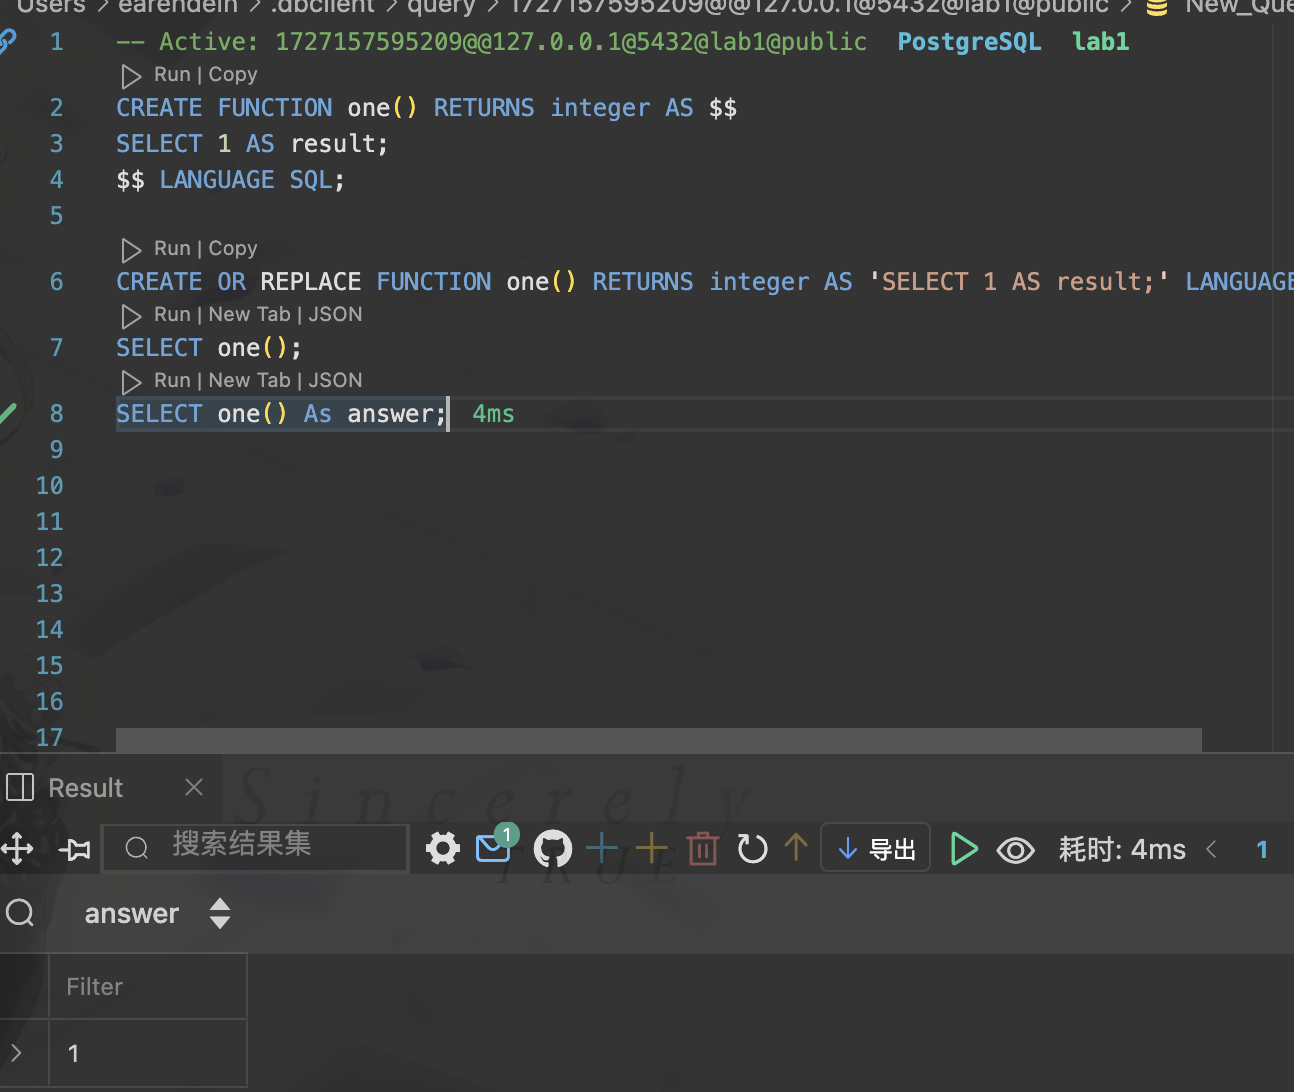 Users > earendein > .dbclient > query > 1727157595209@@127.0.0.1@5432@lab1@public > New_Que
1 -- Active: 1727157595209@@127.0.0.1@5432@lab1@public PostgreSQL lab1
Run | Copy
2 CREATE FUNCTION one() RETURNS integer AS $$
3 SELECT 1 AS result;
4 $$ LANGUAGE SQL;
5
Run | Copy
6 CREATE OR REPLACE FUNCTION one() RETURNS integer AS 'SELECT 1 AS result;' LANGUAGE
Run | New Tab | JSON
7 SELECT one();
Run | New Tab | JSON
8 SELECT one() As answer; 4ms
9
10
11
12
13
14
15
16
17
Result
Sincerely
搜索结果集 1 导出 耗时: 4ms < 1
TRUE
answer
Filter
1